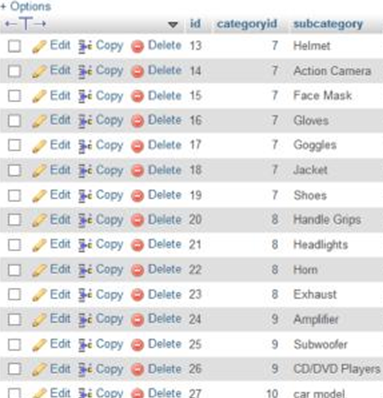 + Options
←T→ ▼ id categoryid subcategory
Edit Copy Delete 13 7 Helmet
Edit Copy Delete 14 7 Action Camera
Edit Copy Delete 15 7 Face Mask
Edit Copy Delete 16 7 Gloves
Edit Copy Delete 17 7 Goggles
Edit Copy Delete 18 7 Jacket
Edit Copy Delete 19 7 Shoes
Edit Copy Delete 20 8 Handle Grips
Edit Copy Delete 21 8 Headlights
Edit Copy Delete 22 8 Horn
Edit Copy Delete 23 8 Exhaust
Edit Copy Delete 24 9 Amplifier
Edit Copy Delete 25 9 Subwoofer
Edit Copy Delete 26 9 CD/DVD Players
Edit Copy Delete 27 10 car model